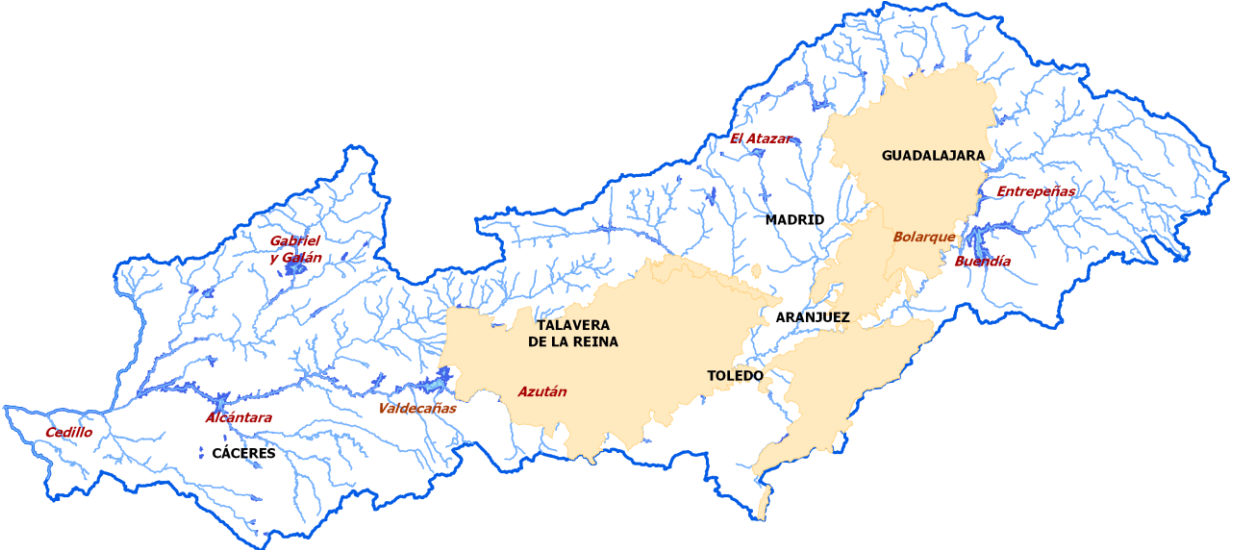 El Atazar
GUADALAJARA
Entrepeñas
MADRID
Gabriel
y Galán
Bolarque
Buendía
ARANJUEZ
TALAVERA
DE LA REINA
TOLEDO
Azután
Valdecañas
Alcántara
Cedillo
CÁCERES